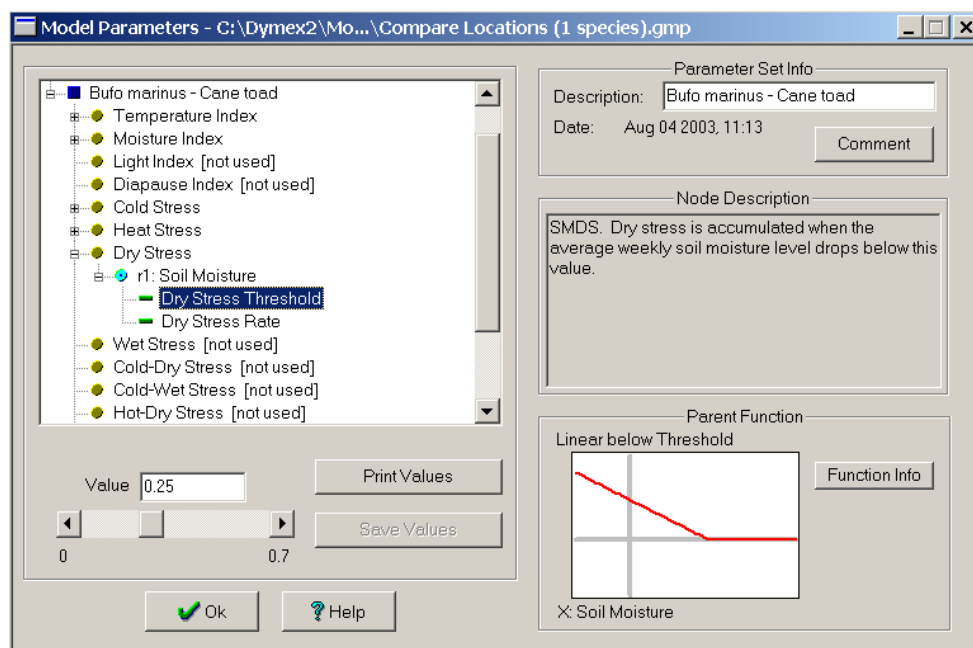 Model Parameters - C:\Dymex2\Mo...\Compare Locations (1 species).gmp
Bufo marinus - Cane toad
Temperature Index
Moisture Index
Light Index [not used]
Diapause Index [not used]
Cold Stress
Heat Stress
Dry Stress
r1: Soil Moisture
Dry Stress Threshold
Dry Stress Rate
Wet Stress [not used]
Cold-Dry Stress [not used]
Cold-Wet Stress [not used]
Hot-Dry Stress [not used]
Value 0.25
0 0.7
Print Values
Save Values
Ok
Help
Parameter Set Info
Description: Bufo marinus - Cane toad
Date: Aug 04 2003, 11:13
Comment
Node Description
SMDS. Dry stress is accumulated when the
average weekly soil moisture level drops below this
value.
Parent Function
Linear below Threshold
Function Info
X: Soil Moisture